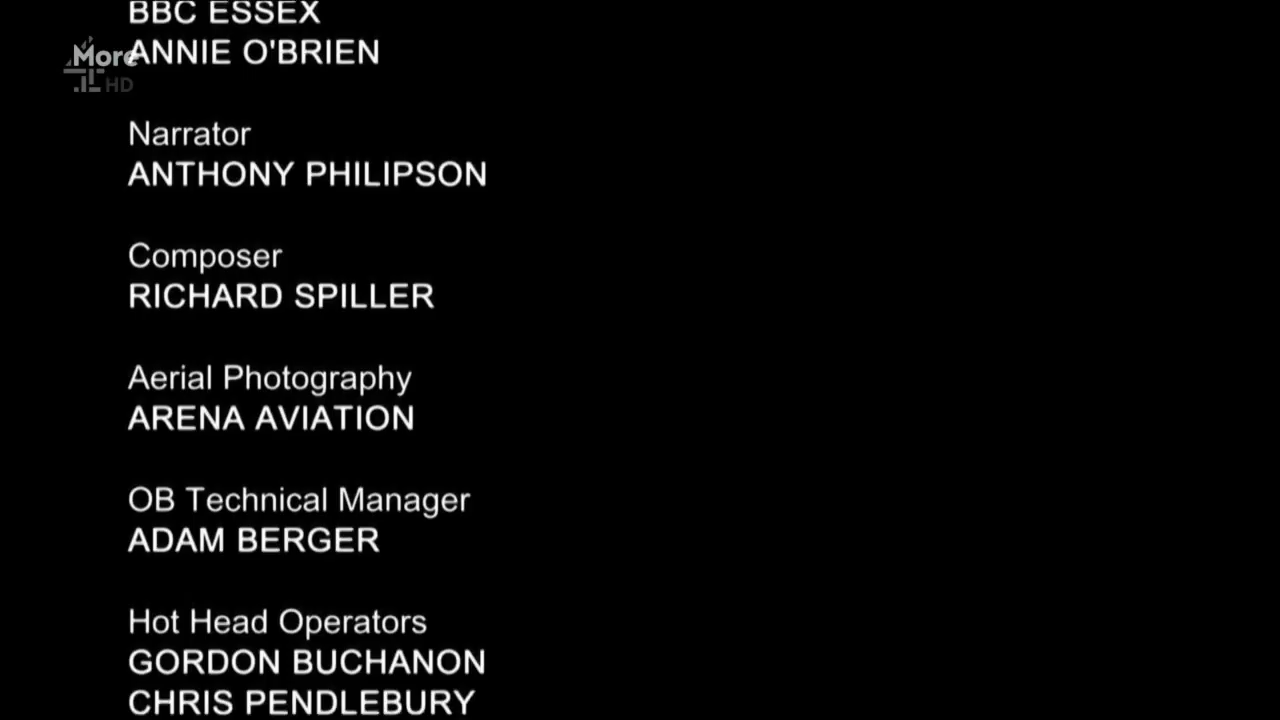 BBC ESSEX
ANNIE O'BRIEN
More
HD
Narrator
ANTHONY PHILIPSON
Composer
RICHARD SPILLER
Aerial Photography
ARENA AVIATION
OB Technical Manager
ADAM BERGER
Hot Head Operators
GORDON BUCHANON
CHRIS PENDLEBURY